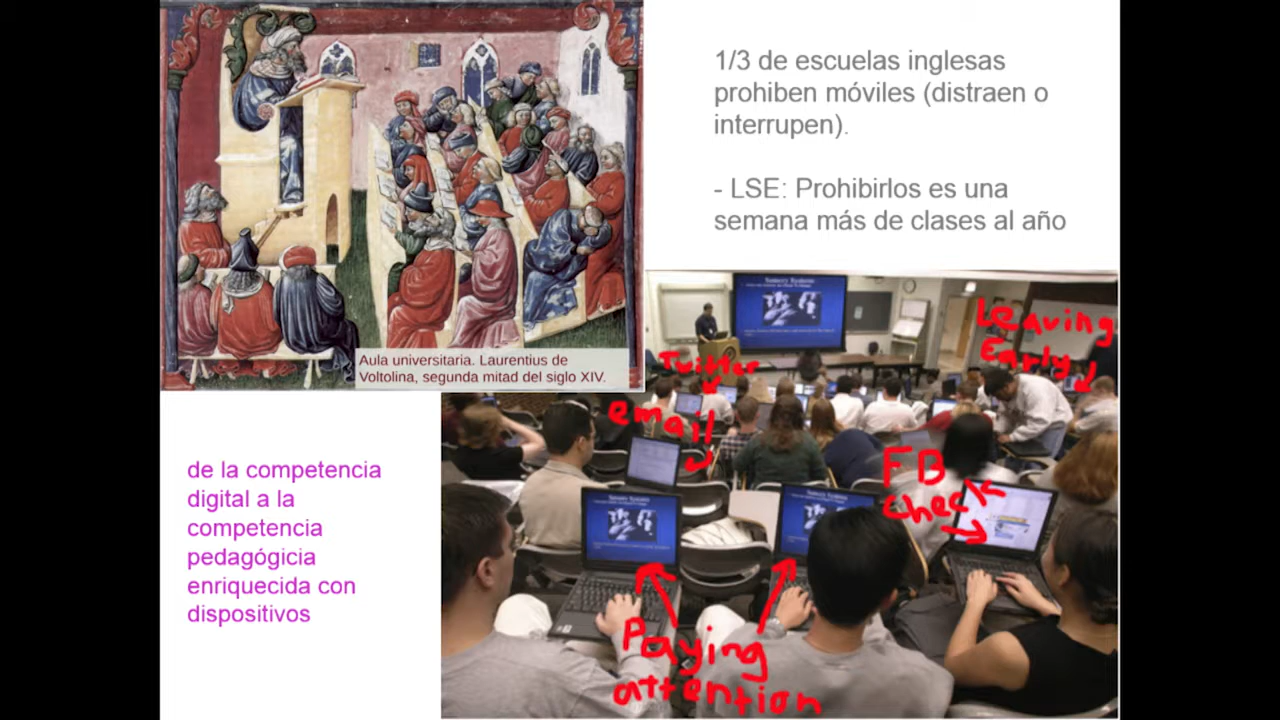 1/3 de escuelas inglesas
prohiben móviles (distraen o
interrupen).
- LSE: Prohibirlos es una
semana más de clases al año
Aula universitaria. Laurentius de
Voltolina, segunda mitad del siglo XIV.
Leaving
Early
Twitter
email
FB
check
Paying
attention
de la competencia
digital a la
competencia
pedagógicia
enriquecida con
dispositivos